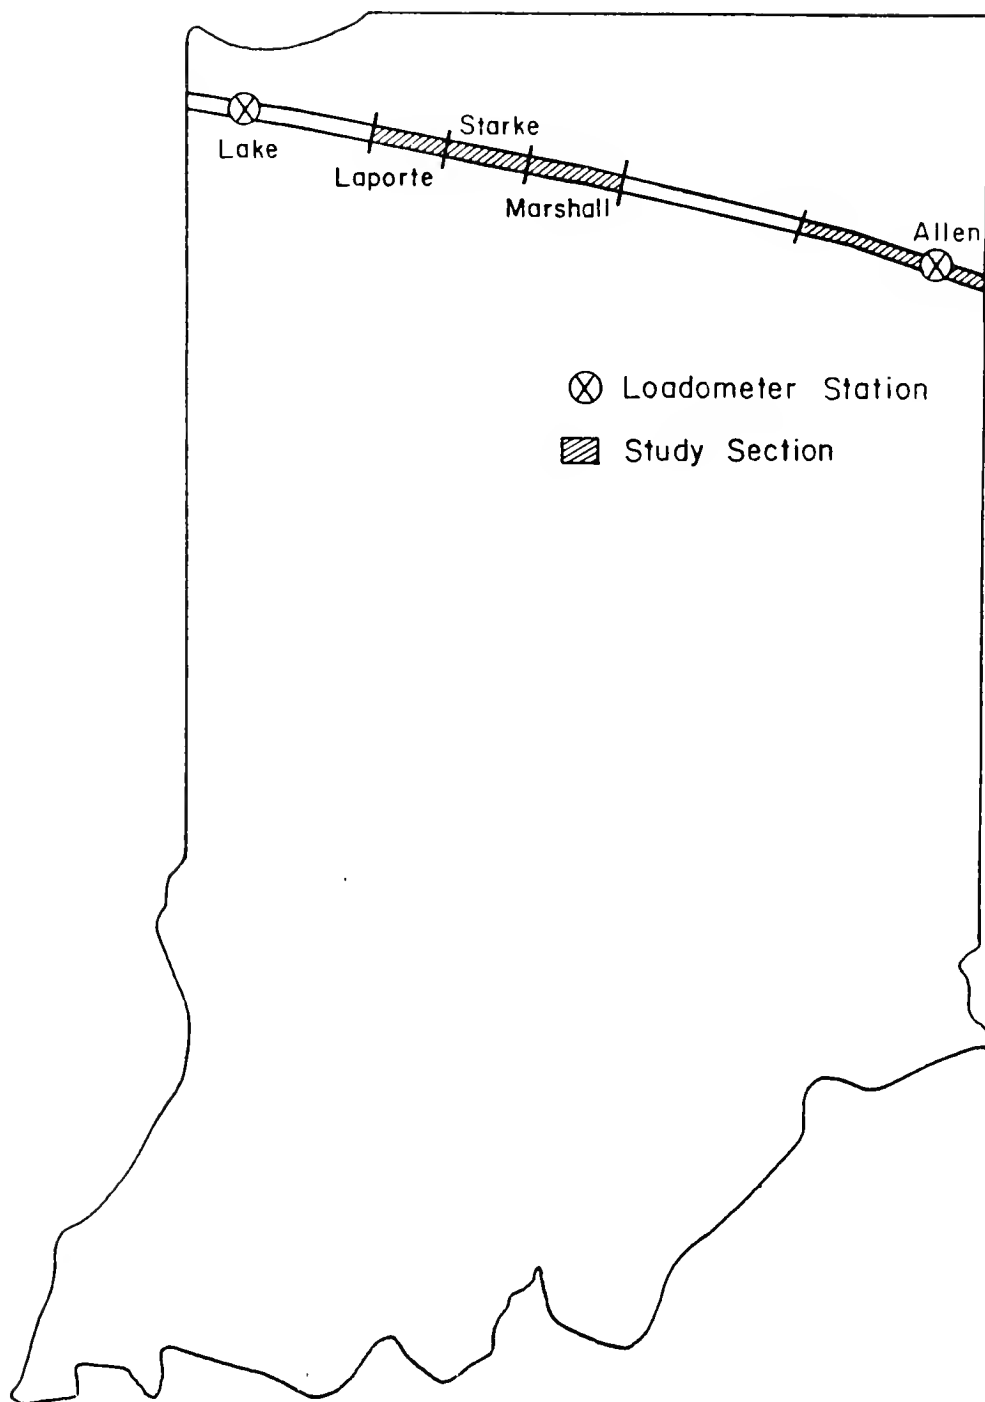 Starke
Lake
Laporte
Marshall
Allen
Loadometer Station
Study Section